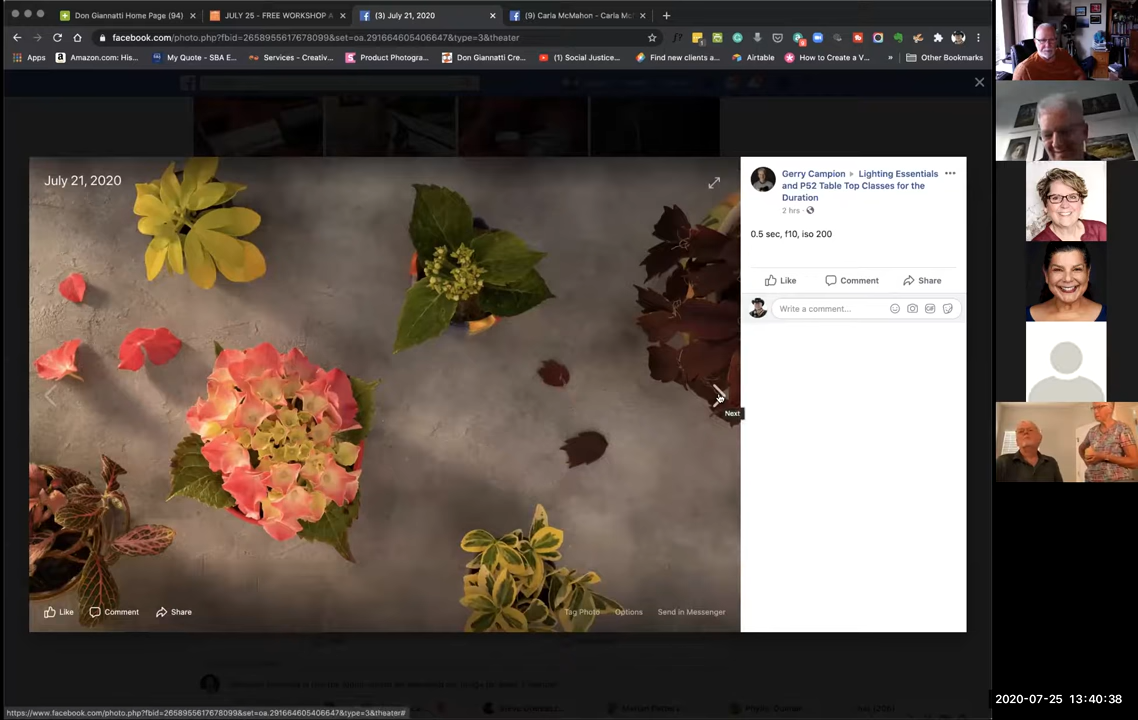 Don Giannatti Home Page (94)
JULY 25 - FREE WORKSHOP A
(3) July 21, 2020
(9) Carla McMahon - Carla Mc
facebook.com/photo.php?fbid=2658955617678099&set=oa.291664605406647&type=3&theater
Apps
Amazon.com: His...
My Quote - SBA E...
Services - Creativ...
Product Photogra...
Don Giannatti Cre...
(1) Social Justice...
Find new clients a...
Airtable
How to Create a V...
»
Other Bookmarks
July 21, 2020
Gerry Campion ▸ Lighting Essentials
and P52 Table Top Classes for the
Duration
2 hrs ·
0.5 sec, f10, iso 200
Like
Comment
Share
Write a comment...
GIF
Next
Like
Comment
Share
Tag Photo
Options
Send in Messenger
https://www.facebook.com/photo.php?fbid=2658955617678099&set=oa.291664605406647&type=3&theater#
2020-07-25 13:40:38